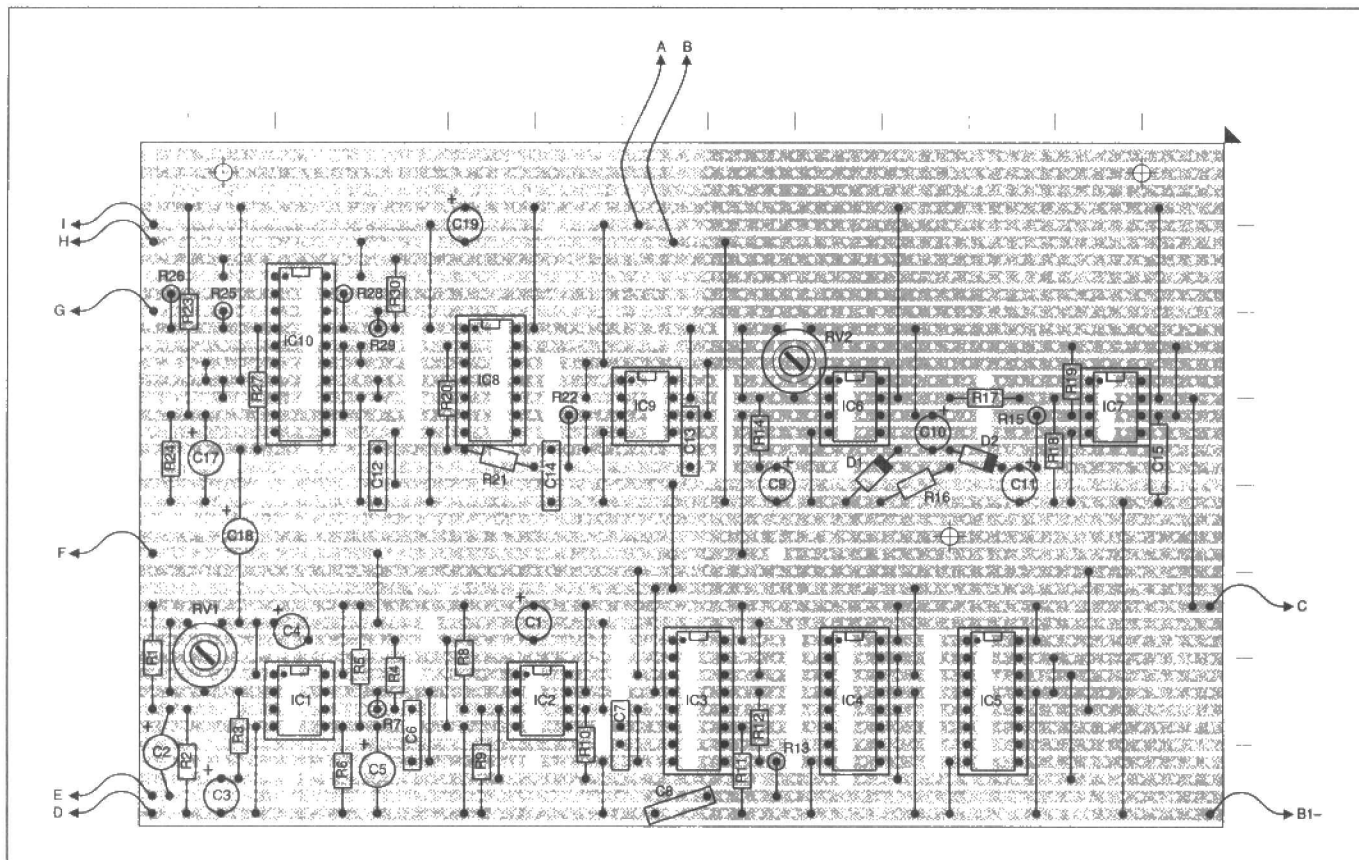 A B
I
C19
H
R26
R25
R28
R30
R23
G
R29
RV2
IC10
IC8
R27
R20
R22
IC9
IC6
R17
R19
R15
IC7
C10
R14
C13
R24
C17
C12
R21
C14
D1
D2
R18
C15
C9
R16
C11
C18
F
RV1
C
C4
C1
R1
R5
R4
R8
IC1
IC2
IC3
IC4
IC5
R7
C6
C7
R12
R3
R10
C2
R2
R6
C5
R9
R11
R13
E
C3
C8
D
B1–